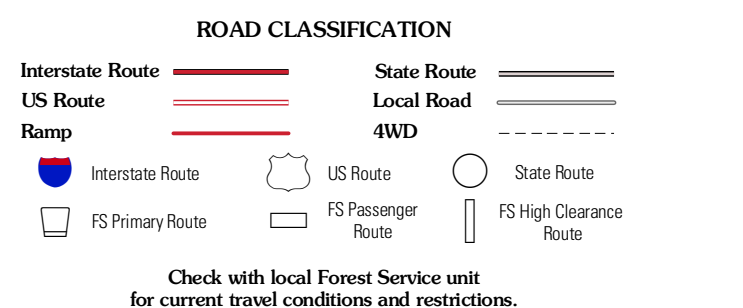 ROAD CLASSIFICATION
Interstate Route
State Route
US Route
Local Road
Ramp
4WD
Interstate Route
US Route
State Route
FS Primary Route
FS Passenger
Route
FS High Clearance
Route
Check with local Forest Service unit
for current travel conditions and restrictions.